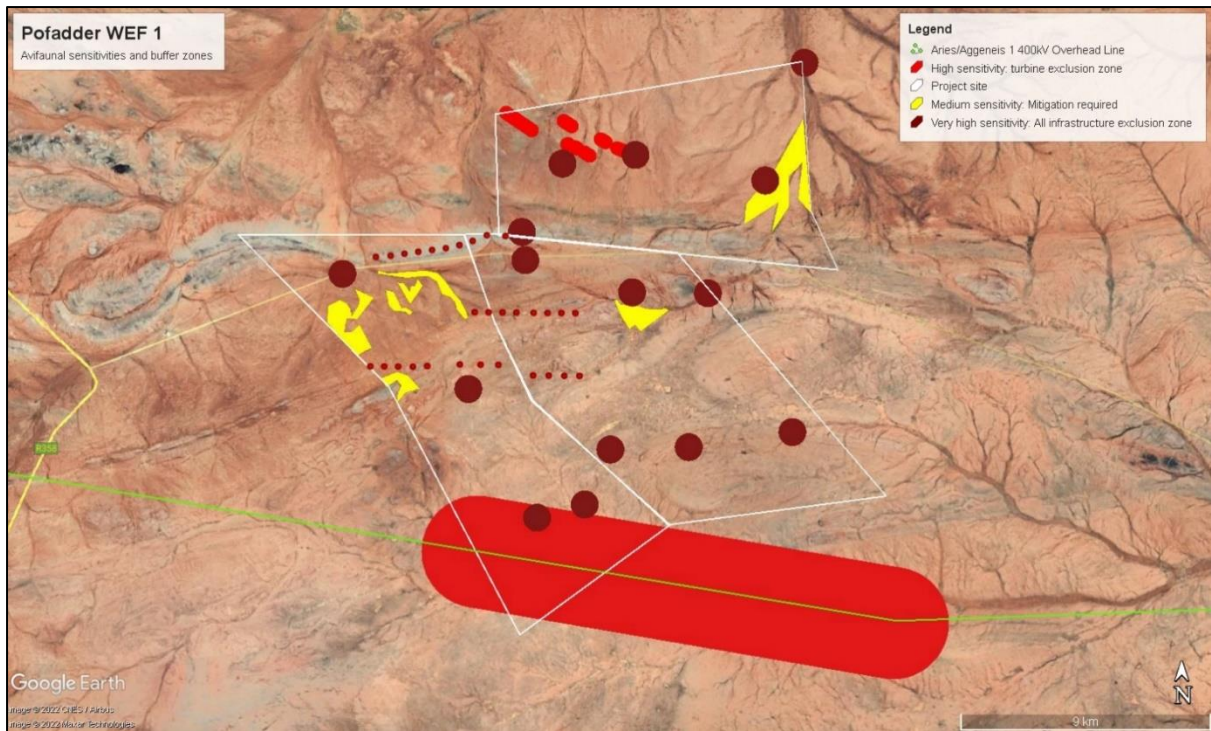 Pofadder WEF 1
Avifaunal sensitivities and buffer zones
Legend
Aries/Aggeneis 1 400kV Overhead Line
High sensitivity: turbine exclusion zone
Project site
Medium sensitivity: Mitigation required
Very high sensitivity: All infrastructure exclusion zone
Google Earth
Image © 2022 CNES / Airbus
Image © 2022 Maxar Technologies
N
9 km